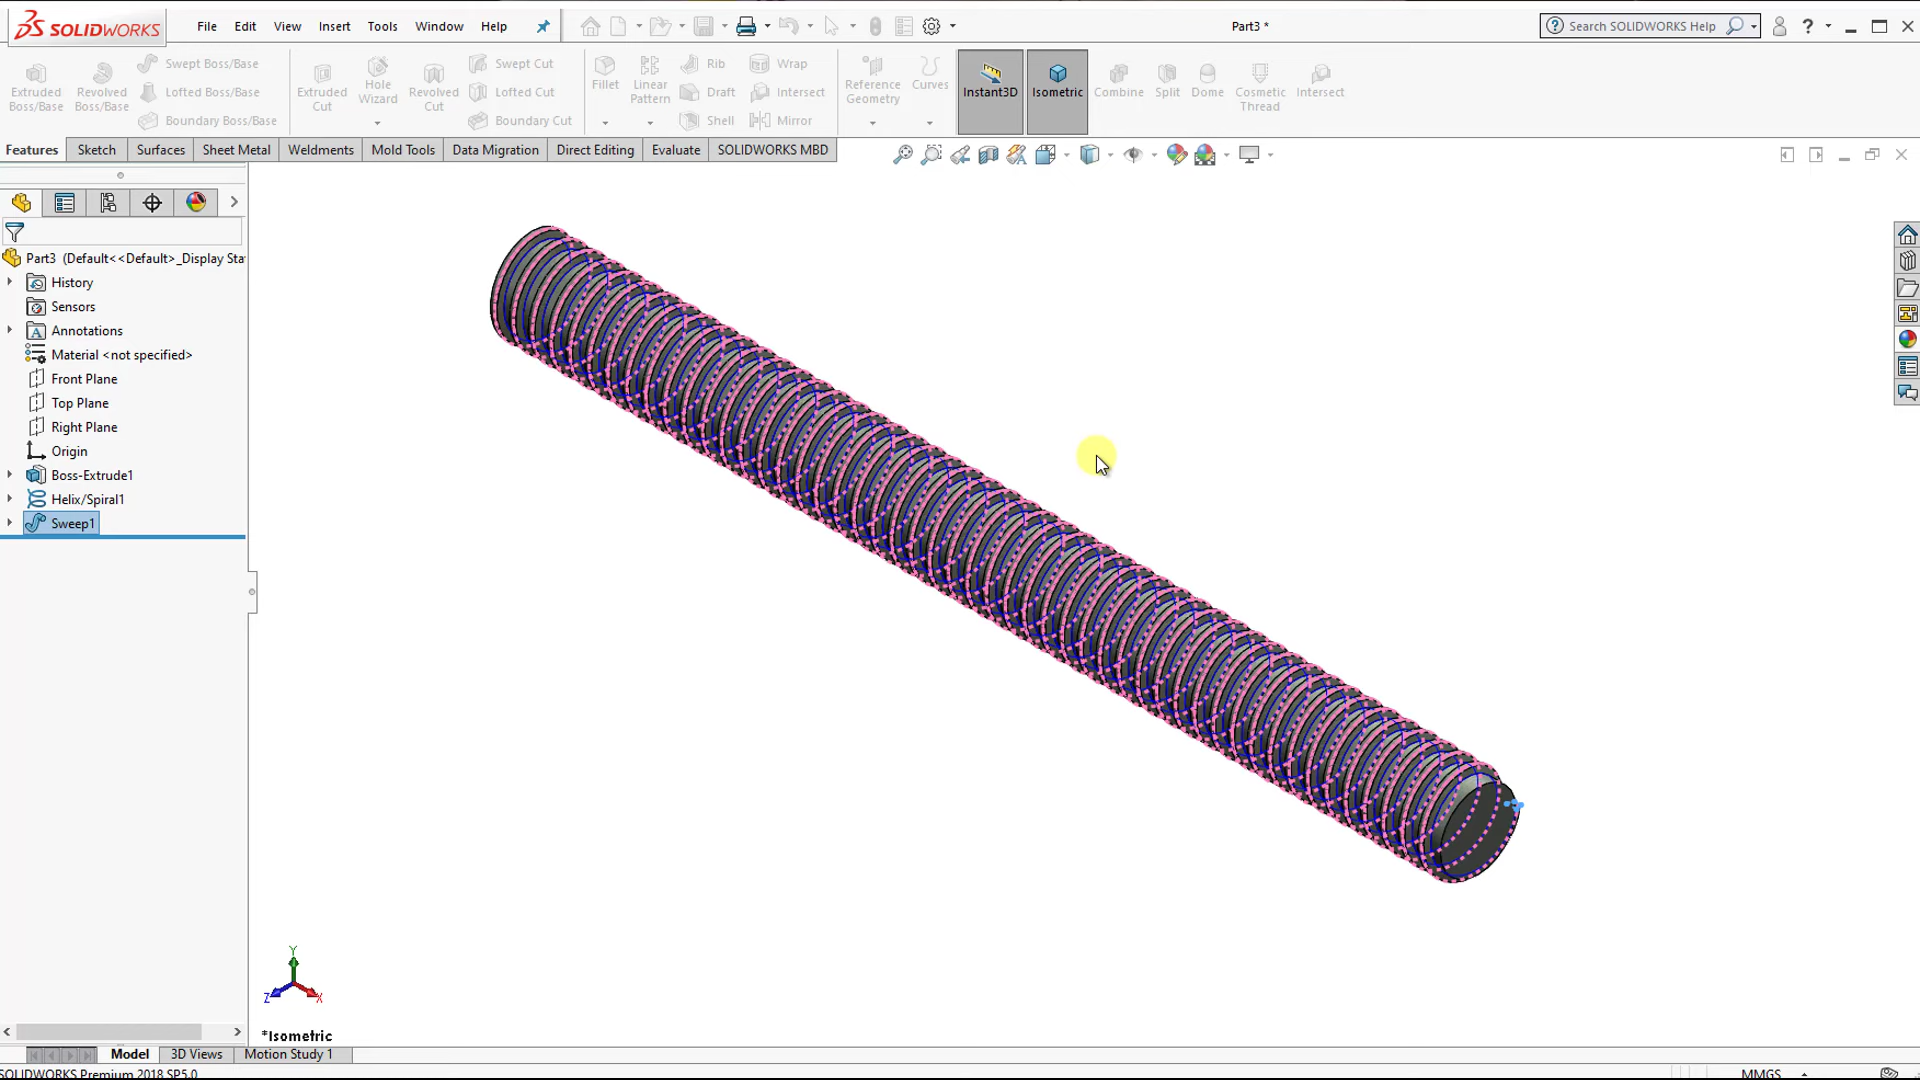 SOLIDWORKS
File Edit View Insert Tools Window Help
Part3 *
Search SOLIDWORKS Help
Extruded Boss/Base
Revolved Boss/Base
Swept Boss/Base
Lofted Boss/Base
Boundary Boss/Base
Extruded Cut
Hole Wizard
Revolved Cut
Swept Cut
Lofted Cut
Boundary Cut
Fillet
Linear Pattern
Rib
Draft
Shell
Wrap
Intersect
Mirror
Reference Geometry
Curves
Instant3D
Isometric
Combine
Split
Dome
Cosmetic Thread
Intersect
Features Sketch Surfaces Sheet Metal Weldments Mold Tools Data Migration Direct Editing Evaluate SOLIDWORKS MBD
Part3 (Default<<Default>_Display Sta
History
Sensors
A Annotations
Material <not specified>
Front Plane
Top Plane
Right Plane
Origin
Boss-Extrude1
Helix/Spiral1
Sweep1
Y
Z
X
*Isometric
Model 3D Views Motion Study 1
SOLIDWORKS Premium 2018 SP5.0
MMGS